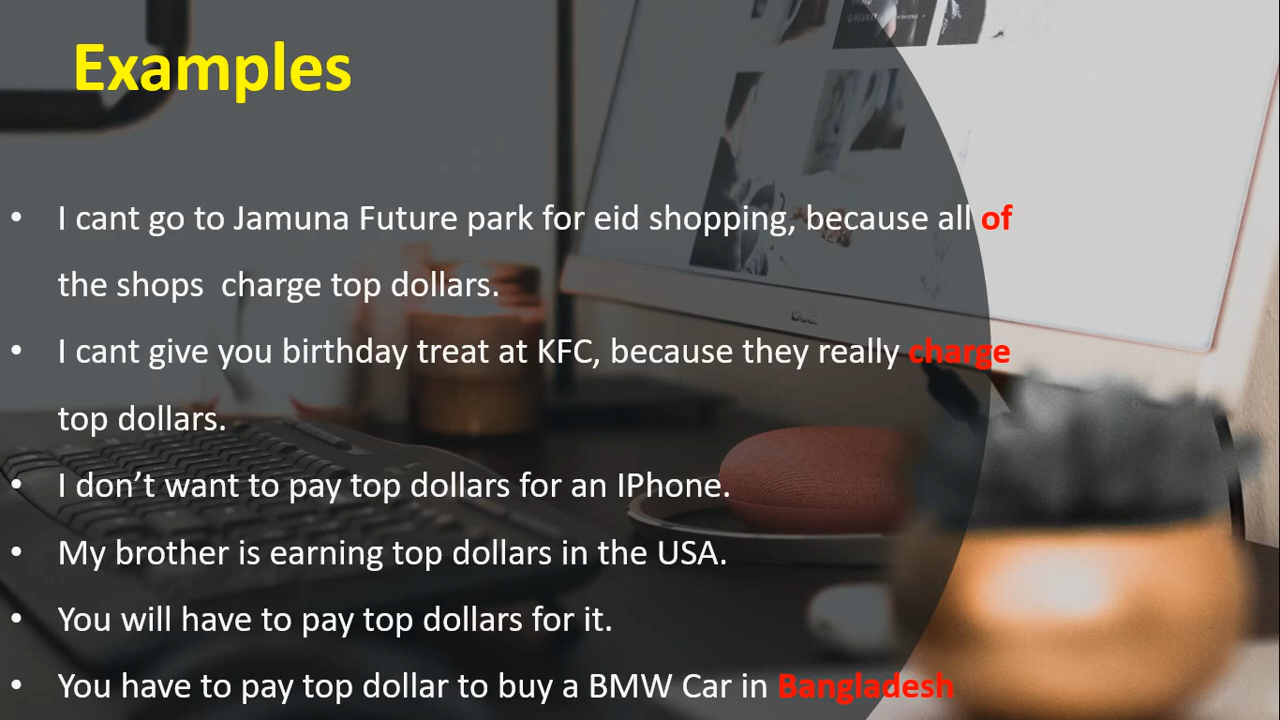 Examples
• I cant go to Jamuna Future park for eid shopping, because all of
the shops  charge top dollars.
• I cant give you birthday treat at KFC, because they really charge
top dollars.
• I don’t want to pay top dollars for an IPhone.
• My brother is earning top dollars in the USA.
• You will have to pay top dollars for it.
• You have to pay top dollar to buy a BMW Car in Bangladesh